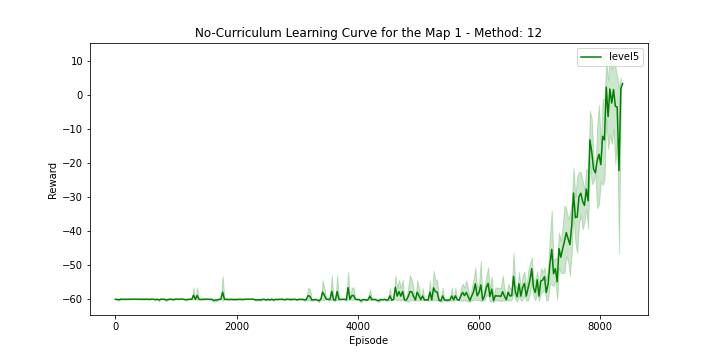 No-Curriculum Learning Curve for the Map 1 - Method: 12
level5
10
0
−10
−20
−30
−40
−50
−60
Reward
0 2000 4000 6000 8000
Episode